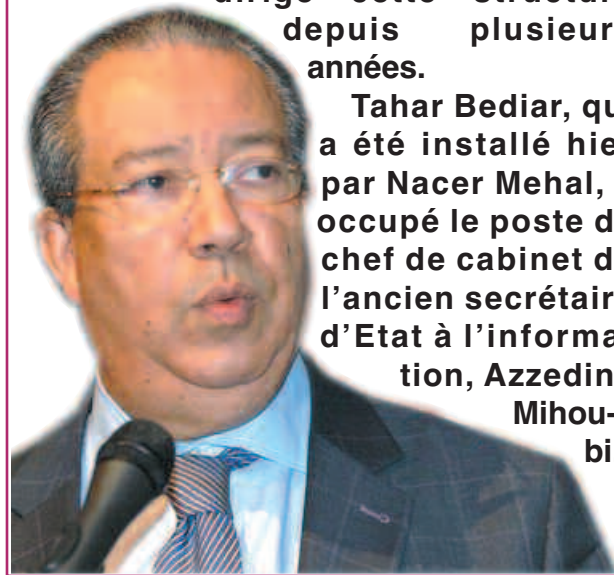 depuis plusieur
années.
Tahar Bediar, qu
a été installé hie
par Nacer Mehal,
occupé le poste d
chef de cabinet d
l'ancien secrétair
d'Etat à l'informa
tion, Azzedin
Mihou-
bi